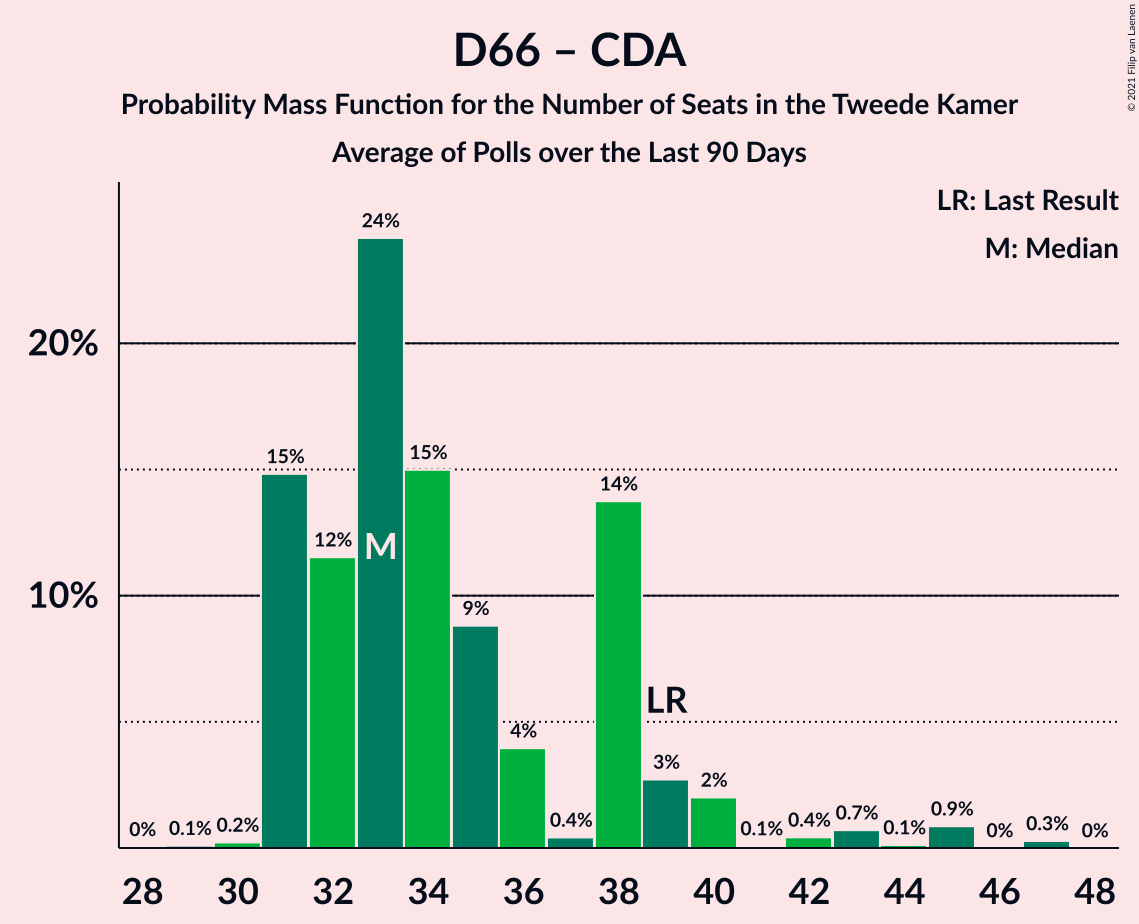 D66 – CDA
Probability Mass Function for the Number of Seats in the Tweede Kamer
Average of Polls over the Last 90 Days
© 2021 Filip van Laenen
LR: Last Result
M: Median
20%
10%
0%
0.1%
0.2%
15%
12%
24%
M
15%
9%
4%
0.4%
14%
LR
3%
2%
0.1%
0.4%
0.7%
0.1%
0.9%
0%
0.3%
0%
28 30 32 34 36 38 40 42 44 46 48